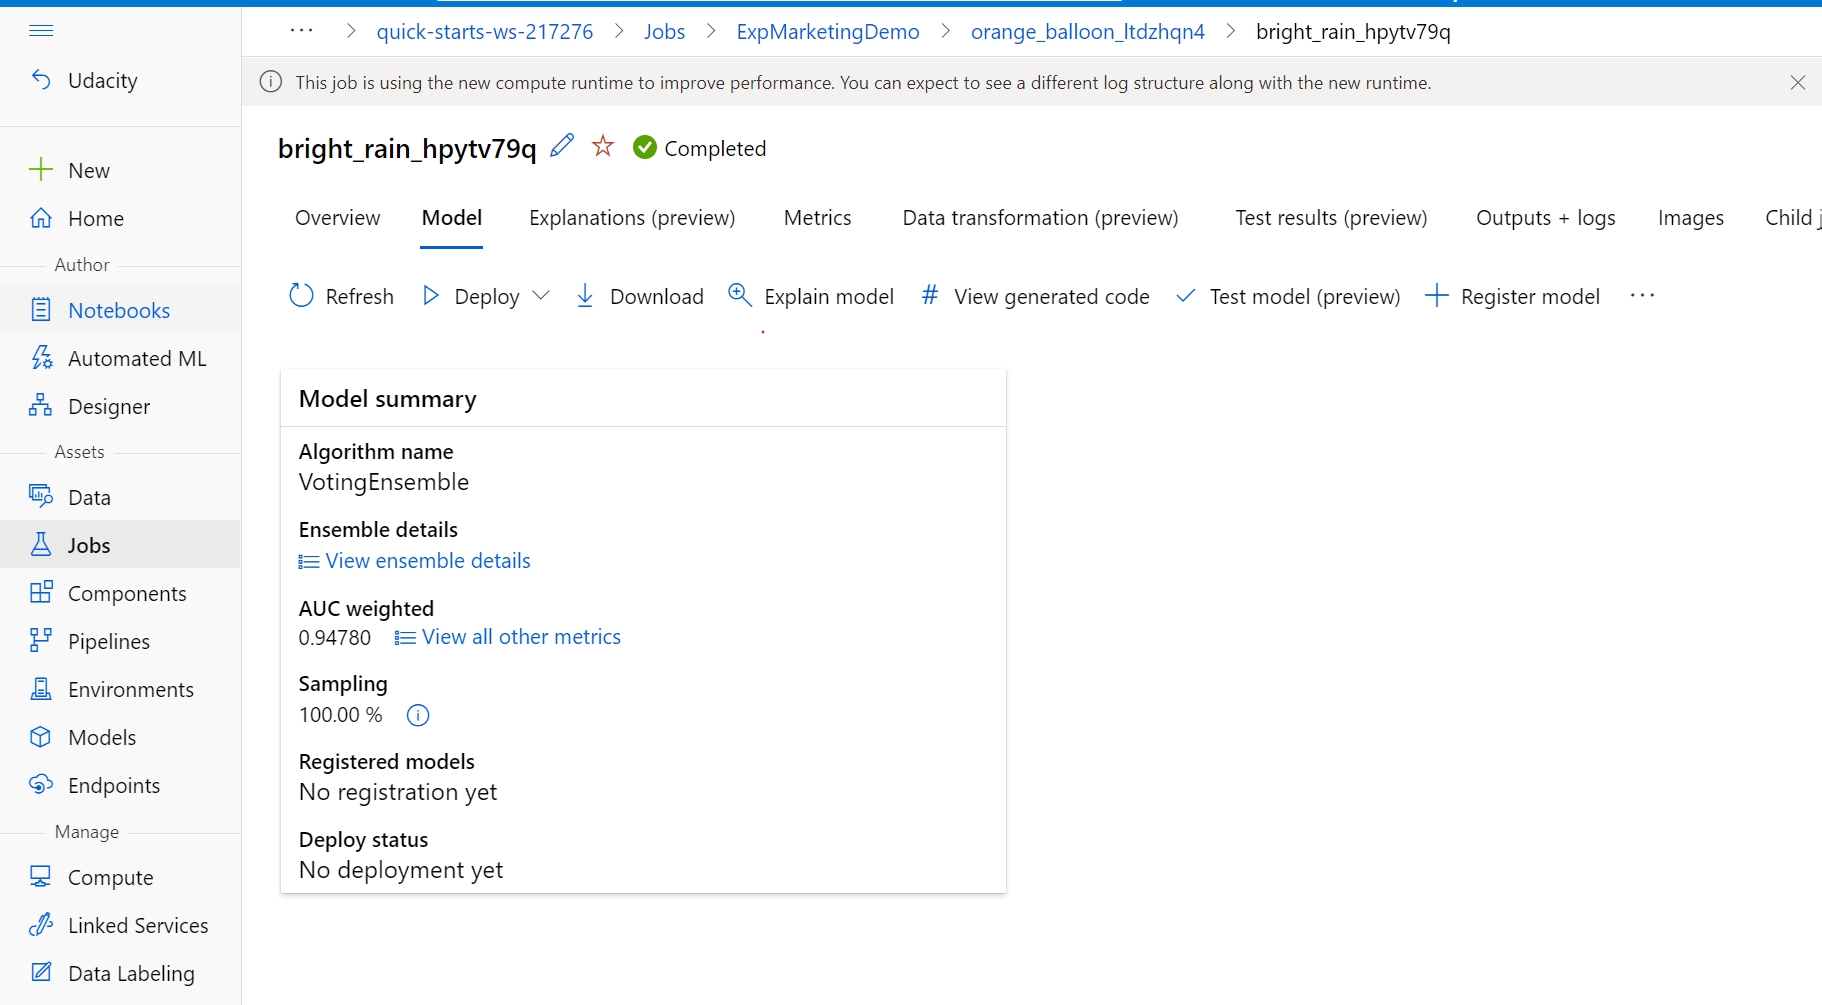 ··· > quick-starts-ws-217276 > Jobs > ExpMarketingDemo > orange_balloon_ltdzhqn4 > bright_rain_hpytv79q
Udacity
New
Home
Author
Notebooks
Automated ML
Designer
Assets
Data
Jobs
Components
Pipelines
Environments
Models
Endpoints
Manage
Compute
Linked Services
Data Labeling
This job is using the new compute runtime to improve performance. You can expect to see a different log structure along with the new runtime.
bright_rain_hpytv79q Completed
Overview Model Explanations (preview) Metrics Data transformation (preview) Test results (preview) Outputs + logs Images Child
Refresh Deploy Download Explain model # View generated code Test model (preview) Register model ···
Model summary
Algorithm name
VotingEnsemble
Ensemble details
View ensemble details
AUC weighted
0.94780 View all other metrics
Sampling
100.00 %
Registered models
No registration yet
Deploy status
No deployment yet